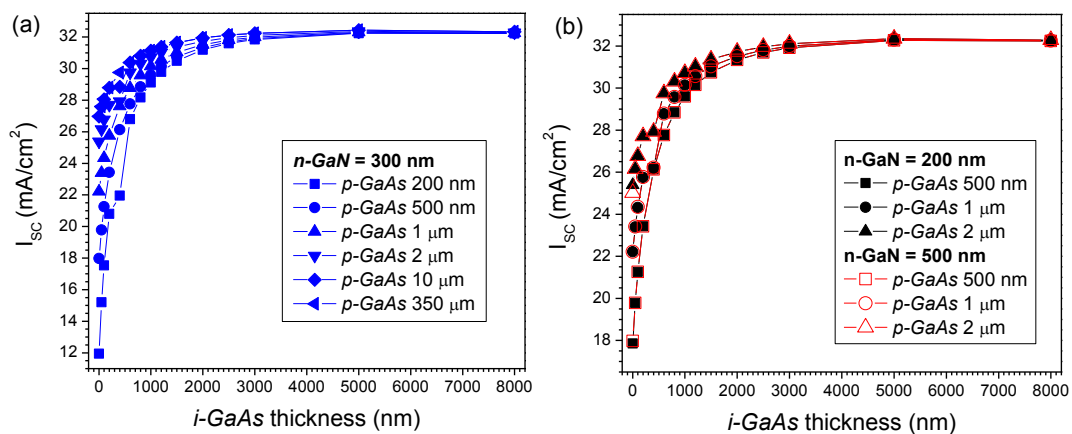 (a)
32
30
28
26
24
22
20
18
16
14
12
I_SC (mA/cm²)
0 1000 2000 3000 4000 5000 6000 7000 8000
i-GaAs thickness (nm)
n-GaN = 300 nm
p-GaAs 200 nm
p-GaAs 500 nm
p-GaAs 1 μm
p-GaAs 2 μm
p-GaAs 10 μm
p-GaAs 350 μm
(b)
32
30
28
26
24
22
20
18
I_SC (mA/cm²)
0 1000 2000 3000 4000 5000 6000 7000 8000
i-GaAs thickness (nm)
n-GaN = 200 nm
p-GaAs 500 nm
p-GaAs 1 μm
p-GaAs 2 μm
n-GaN = 500 nm
p-GaAs 500 nm
p-GaAs 1 μm
p-GaAs 2 μm